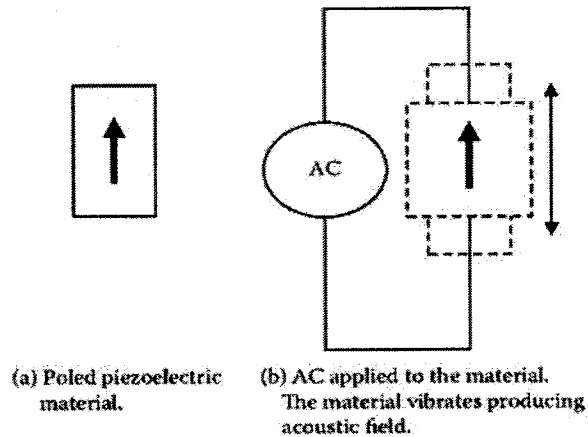 AC
(a) Poled piezoelectric
material.
(b) AC applied to the material.
The material vibrates producing
acoustic field.